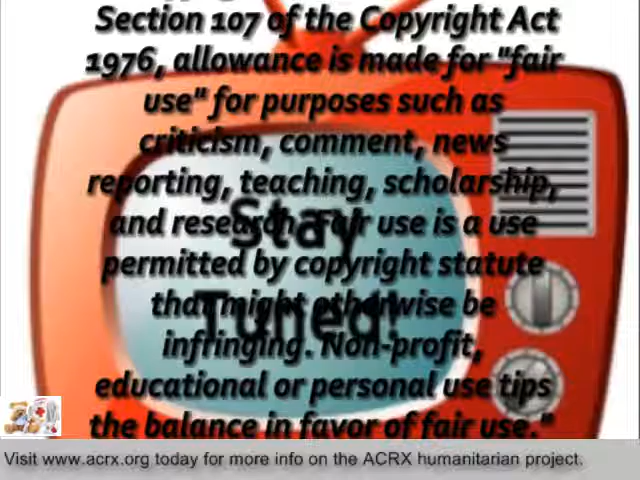 Section 107 of the Copyright Act
1976, allowance is made for "fair
use" for purposes such as
criticism, comment, news
reporting, teaching, scholarship,
and research. Fair use is a use
permitted by copyright statute
that might otherwise be
infringing. Non-profit,
educational or personal use tips
the balance in favor of fair use."
Stay
Tuned!
Visit www.acrx.org today for more info on the ACRX humanitarian project.